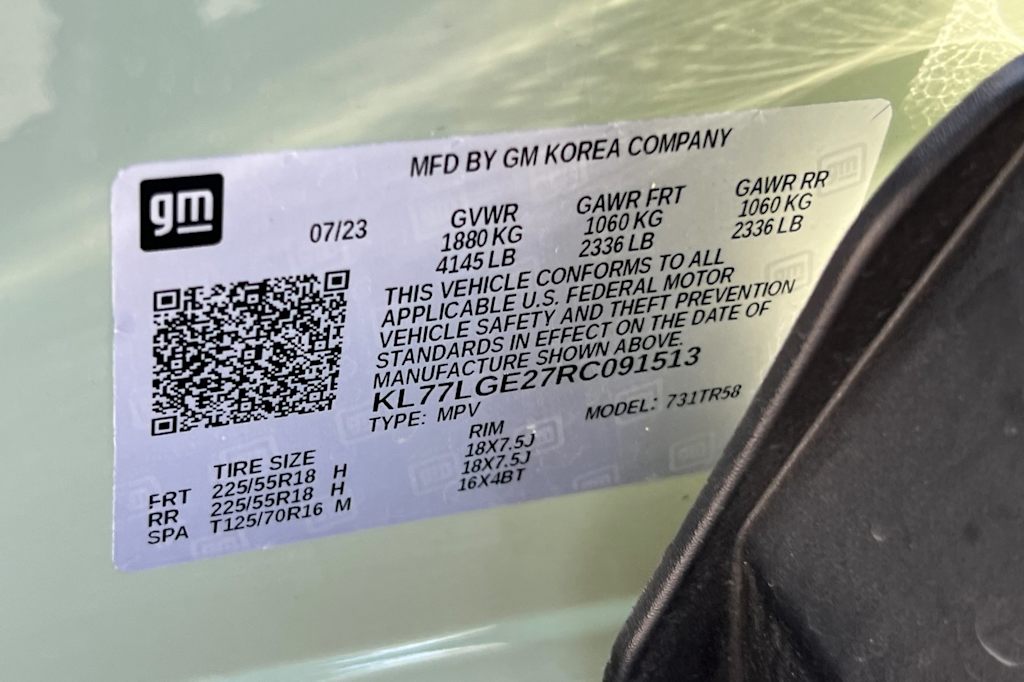 MFD BY GM KOREA COMPANY
gm
07/23
GVWR GAWR FRT GAWR RR
1880 KG 1060 KG 1060 KG
4145 LB 2336 LB 2336 LB
THIS VEHICLE CONFORMS TO ALL
APPLICABLE U.S. FEDERAL MOTOR
VEHICLE SAFETY AND THEFT PREVENTION
STANDARDS IN EFFECT ON THE DATE OF
MANUFACTURE SHOWN ABOVE.
KL77LGE27RC091513
TYPE: MPV MODEL: 731TR58
TIRE SIZE RIM
FRT 225/55R18 H 18X7.5J
RR 225/55R18 H 18X7.5J
SPA T125/70R16 M 16X4BT